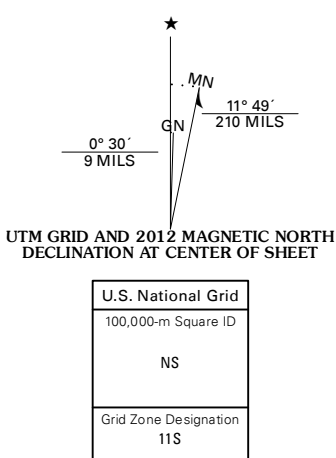 ★
MN
GN
11° 49´
210 MILS
0° 30´
9 MILS
UTM GRID AND 2012 MAGNETIC NORTH
DECLINATION AT CENTER OF SHEET
U.S. National Grid
100,000-m Square ID
NS
Grid Zone Designation
11S